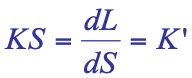 KS = dL/dS = K'